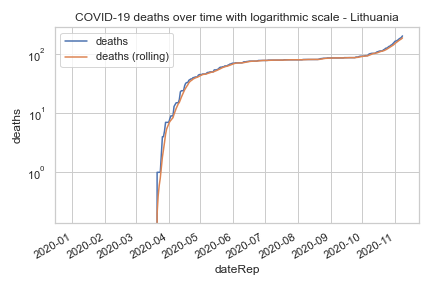 COVID-19 deaths over time with logarithmic scale - Lithuania
deaths
deaths (rolling)
10²
10¹
10⁰
deaths
2020-01
2020-02
2020-03
2020-04
2020-05
2020-06
2020-07
2020-08
2020-09
2020-10
2020-11
dateRep